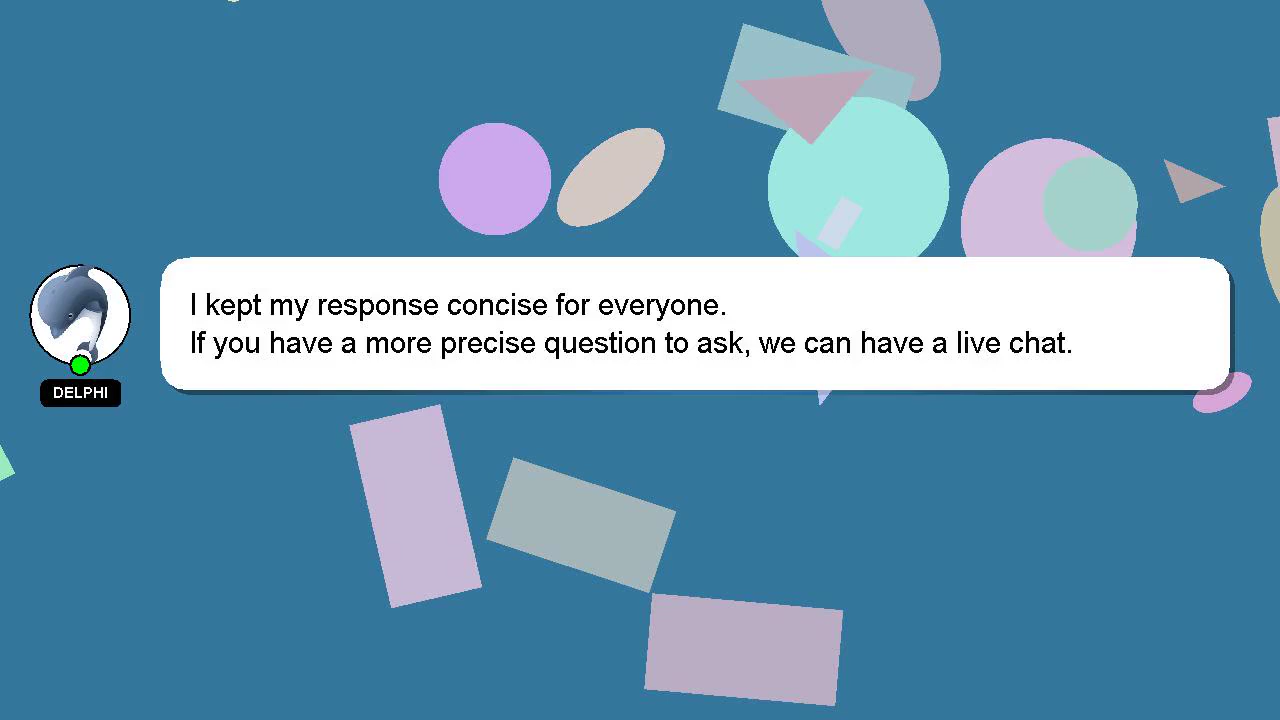 I kept my response concise for everyone.
If you have a more precise question to ask, we can have a live chat.
DELPHI